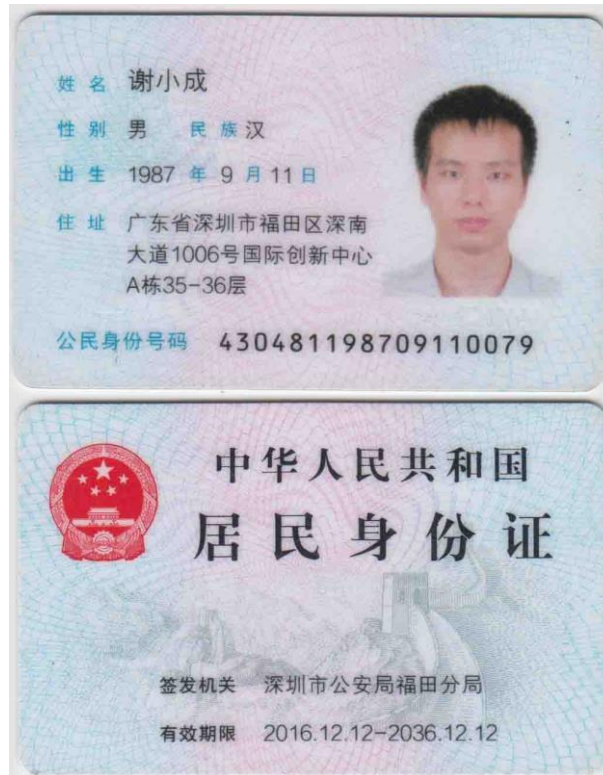 姓名 谢小成
性别 男 民族 汉
出生 1987 年 9 月 11 日
住址 广东省深圳市福田区深南
大道1006号国际创新中心
A栋35-36层
公民身份号码 430481198709110079
中华人民共和国
居民身份证
签发机关 深圳市公安局福田分局
有效期限 2016.12.12-2036.12.12